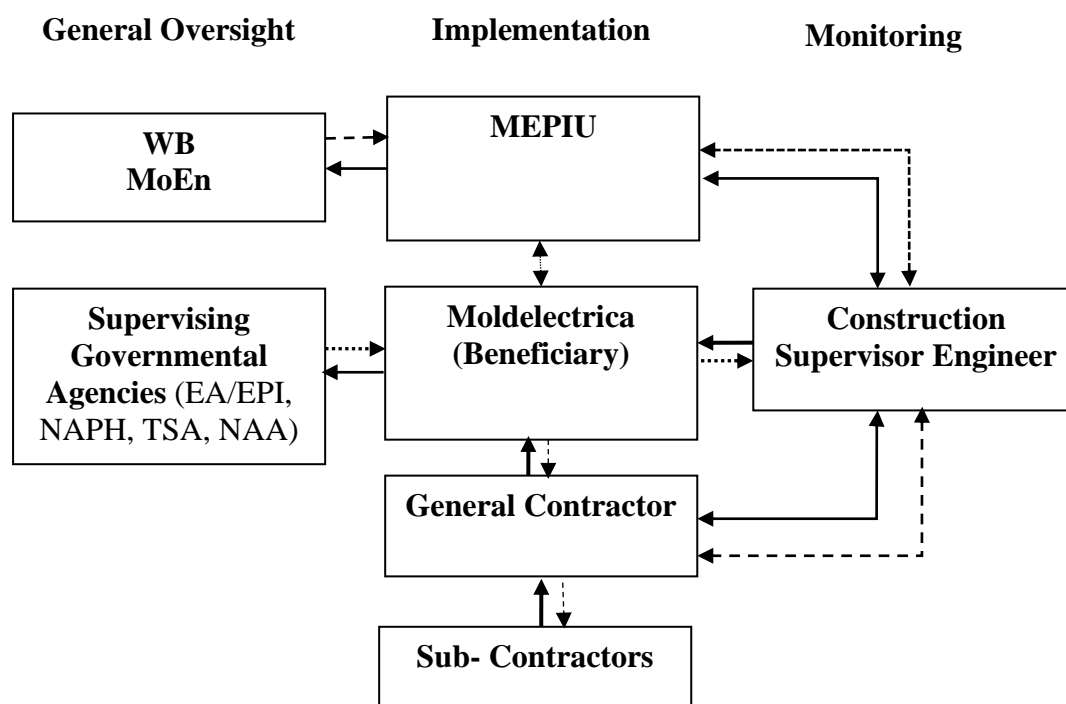 General Oversight
Implementation
Monitoring
WB
MoEn
MEPIU
Supervising
Governmental
Agencies (EA/EPI,
NAPH, TSA, NAA)
Moldelectrica
(Beneficiary)
Construction
Supervisor Engineer
General Contractor
Sub- Contractors